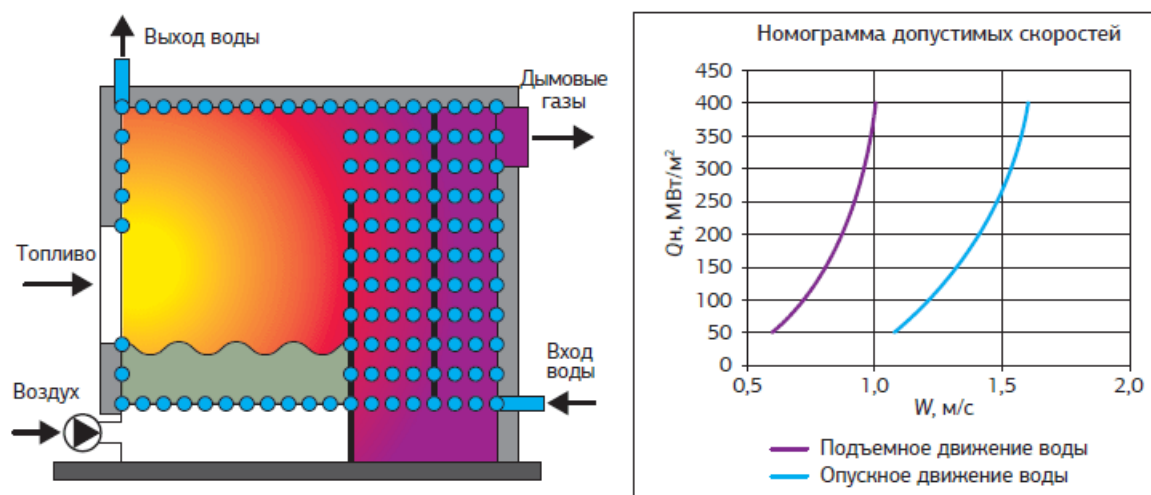 Выход воды
Дымовые
газы
Топливо
Воздух
Вход
воды
Номограмма допустимых скоростей
Qн, МВт/м²
450
400
350
300
250
200
150
100
50
0
0,5
1,0
1,5
2,0
W, м/с
Подъемное движение воды
Опускное движение воды